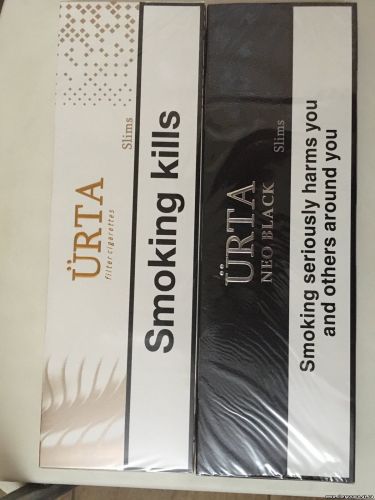 ÜRTA
filter cigarettes
Slims
Smoking kills
ÜRTA
NEO BLACK
Slims
Smoking seriously harms you
and others around you